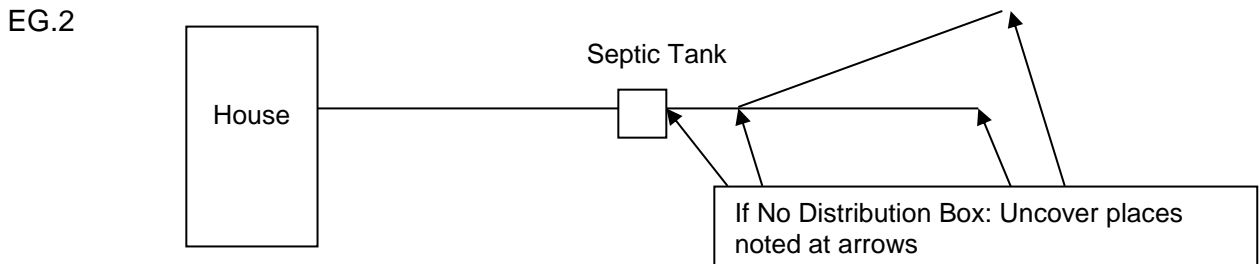 EG.2
Septic Tank
House
If No Distribution Box: Uncover places
noted at arrows